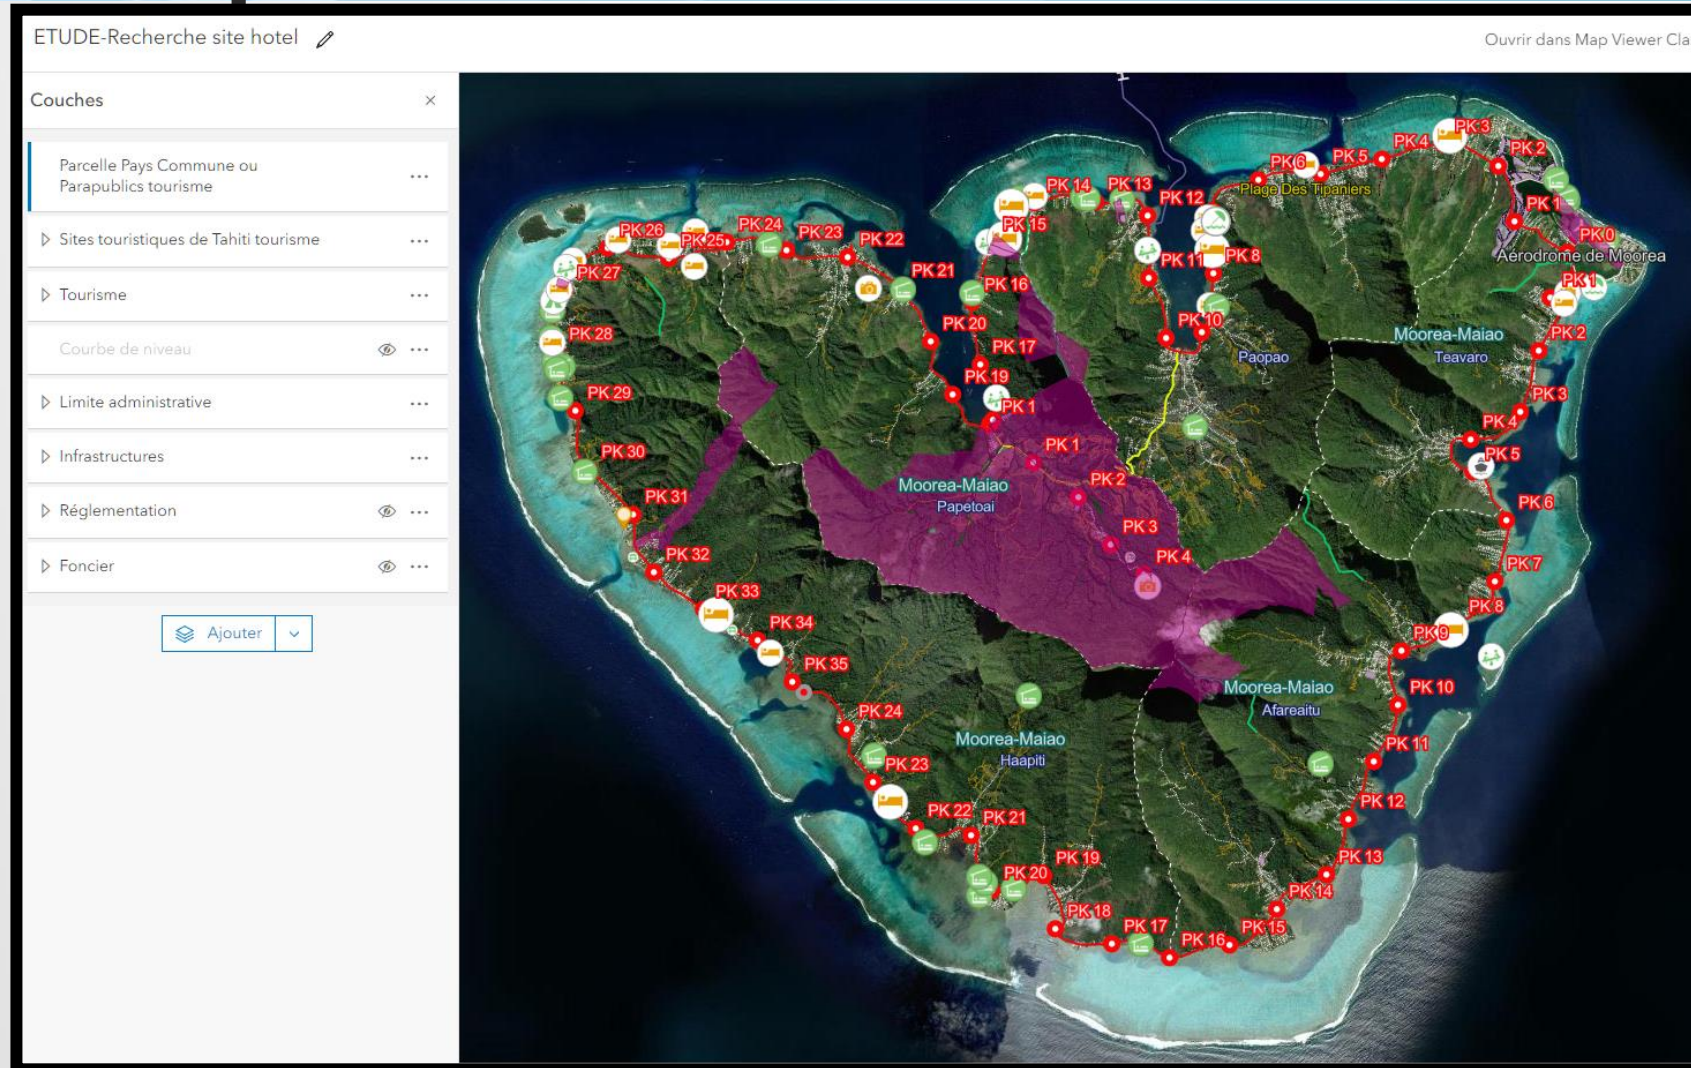 ETUDE-Recherche site hotel
Ouvrir dans Map Viewer Cla
Couches
Parcelle Pays Commune ou
Parapublics tourisme
Sites touristiques de Tahiti tourisme
Tourisme
Courbe de niveau
Limite administrative
Infrastructures
Réglementation
Foncier
Ajouter
PK 3
PK 4
PK 2
PK 5
PK 6
Plage Des Tipaniers
PK 14
PK 13
PK 12
PK 15
PK 1
PK 0
Aérodrome de Moorea
PK 26
PK 25
PK 24
PK 23
PK 22
PK 27
PK 21
PK 16
PK 11
PK 8
PK 1
PK 28
PK 20
PK 17
PK 10
PK 2
Moorea-Maiao
Teavaro
Paopao
PK 19
PK 29
PK 1
PK 3
PK 4
PK 30
PK 1
PK 5
PK 2
Moorea-Maiao
Papetoai
PK 31
PK 6
PK 3
PK 32
PK 4
PK 7
PK 33
PK 8
PK 34
PK 9
PK 35
Moorea-Maiao
Afareaitu
PK 10
PK 24
Moorea-Maiao
Haapiti
PK 11
PK 23
PK 12
PK 22
PK 21
PK 19
PK 13
PK 20
PK 14
PK 18
PK 17
PK 16
PK 15